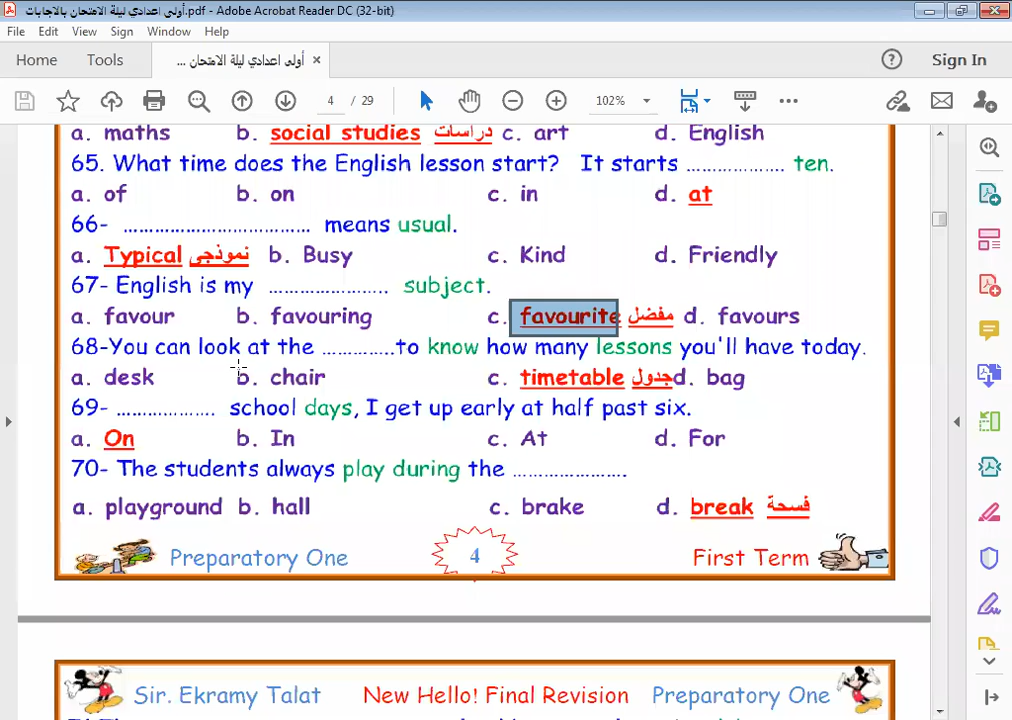 أولى اعدادي ليلة الامتحان بالاجابات.pdf - Adobe Acrobat Reader DC (32-bit)
File Edit View Sign Window Help
Home Tools أولى اعدادي ليلة الامتحان ... × ? Sign In
4 / 29 102%
a. maths b. social studies دراسات c. art d. English
65. What time does the English lesson start? It starts .................... ten.
a. of b. on c. in d. at
66- .................................. means usual.
a. Typical نموذجى b. Busy c. Kind d. Friendly
67- English is my ...................... subject.
a. favour b. favouring c. favourite مفضل d. favours
68-You can look at the ..............to know how many lessons you'll have today.
a. desk b. chair c. timetable جدول d. bag
69- .................. school days, I get up early at half past six.
a. On b. In c. At d. For
70- The students always play during the .....................
a. playground b. hall c. brake d. break فسحة
Preparatory One 4 First Term
Sir. Ekramy Talat New Hello! Final Revision Preparatory One